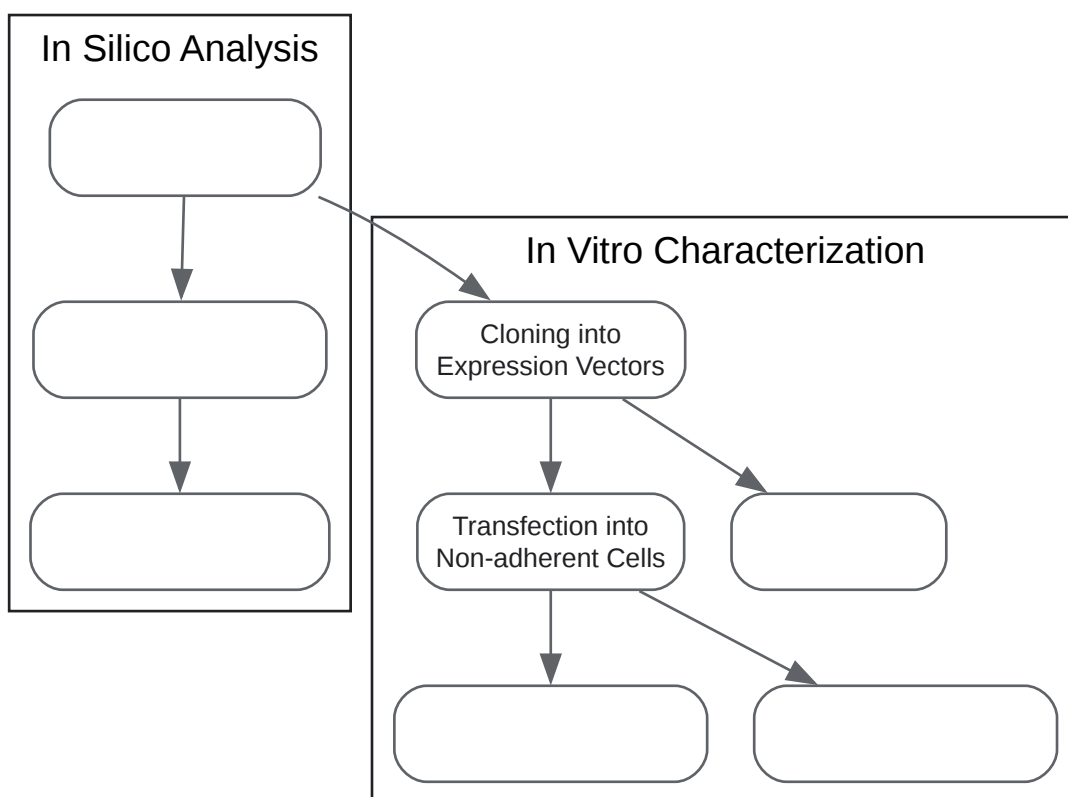 In Silico Analysis
In Vitro Characterization
Cloning into
Expression Vectors
Transfection into
Non-adherent Cells